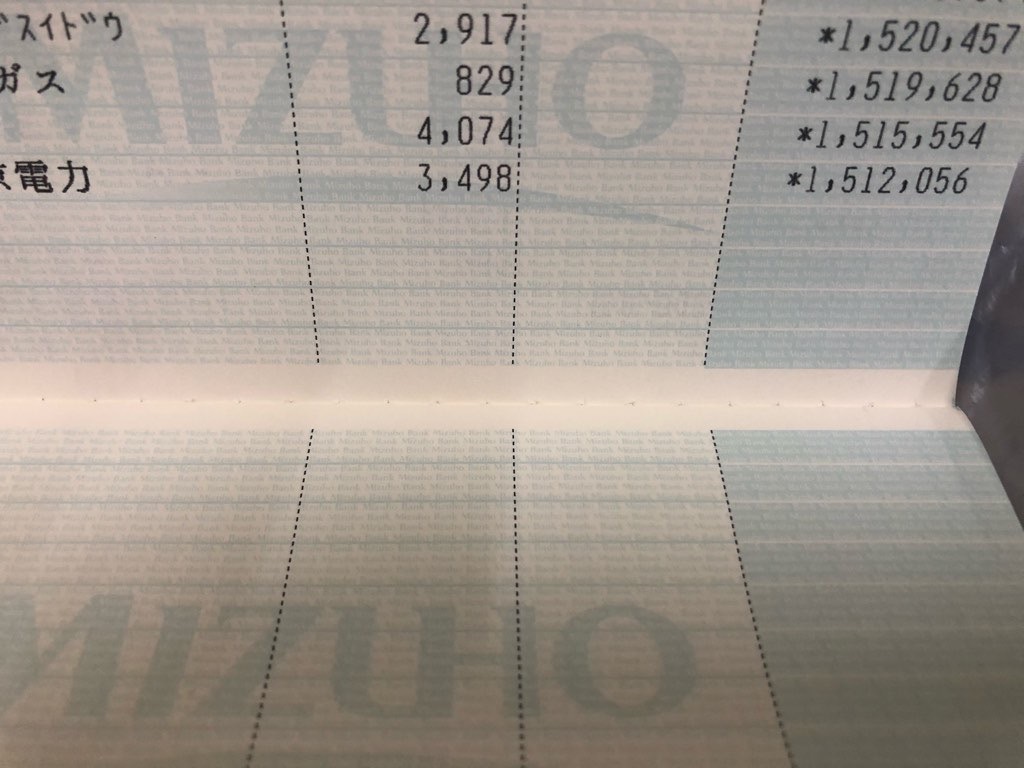 ﾞｽｲﾄﾞｳ 2,917 *1,520,457
ガス 829 *1,519,628
4,074 *1,515,554
電力 3,498 *1,512,056
MIZUHO
MIZUHO